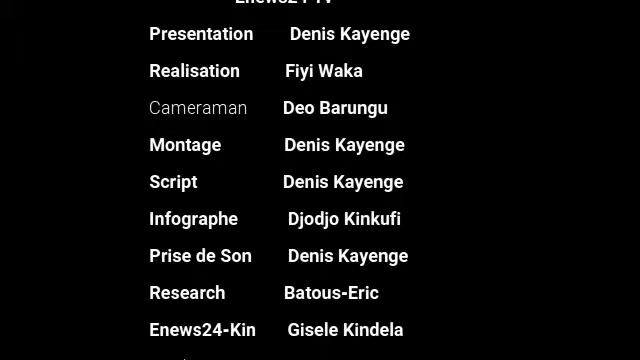 Presentation Denis Kayenge
Realisation Fiyi Waka
Cameraman Deo Barungu
Montage Denis Kayenge
Script Denis Kayenge
Infographe Djodjo Kinkufi
Prise de Son Denis Kayenge
Research Batous-Eric
Enews24-Kin Gisele Kindela